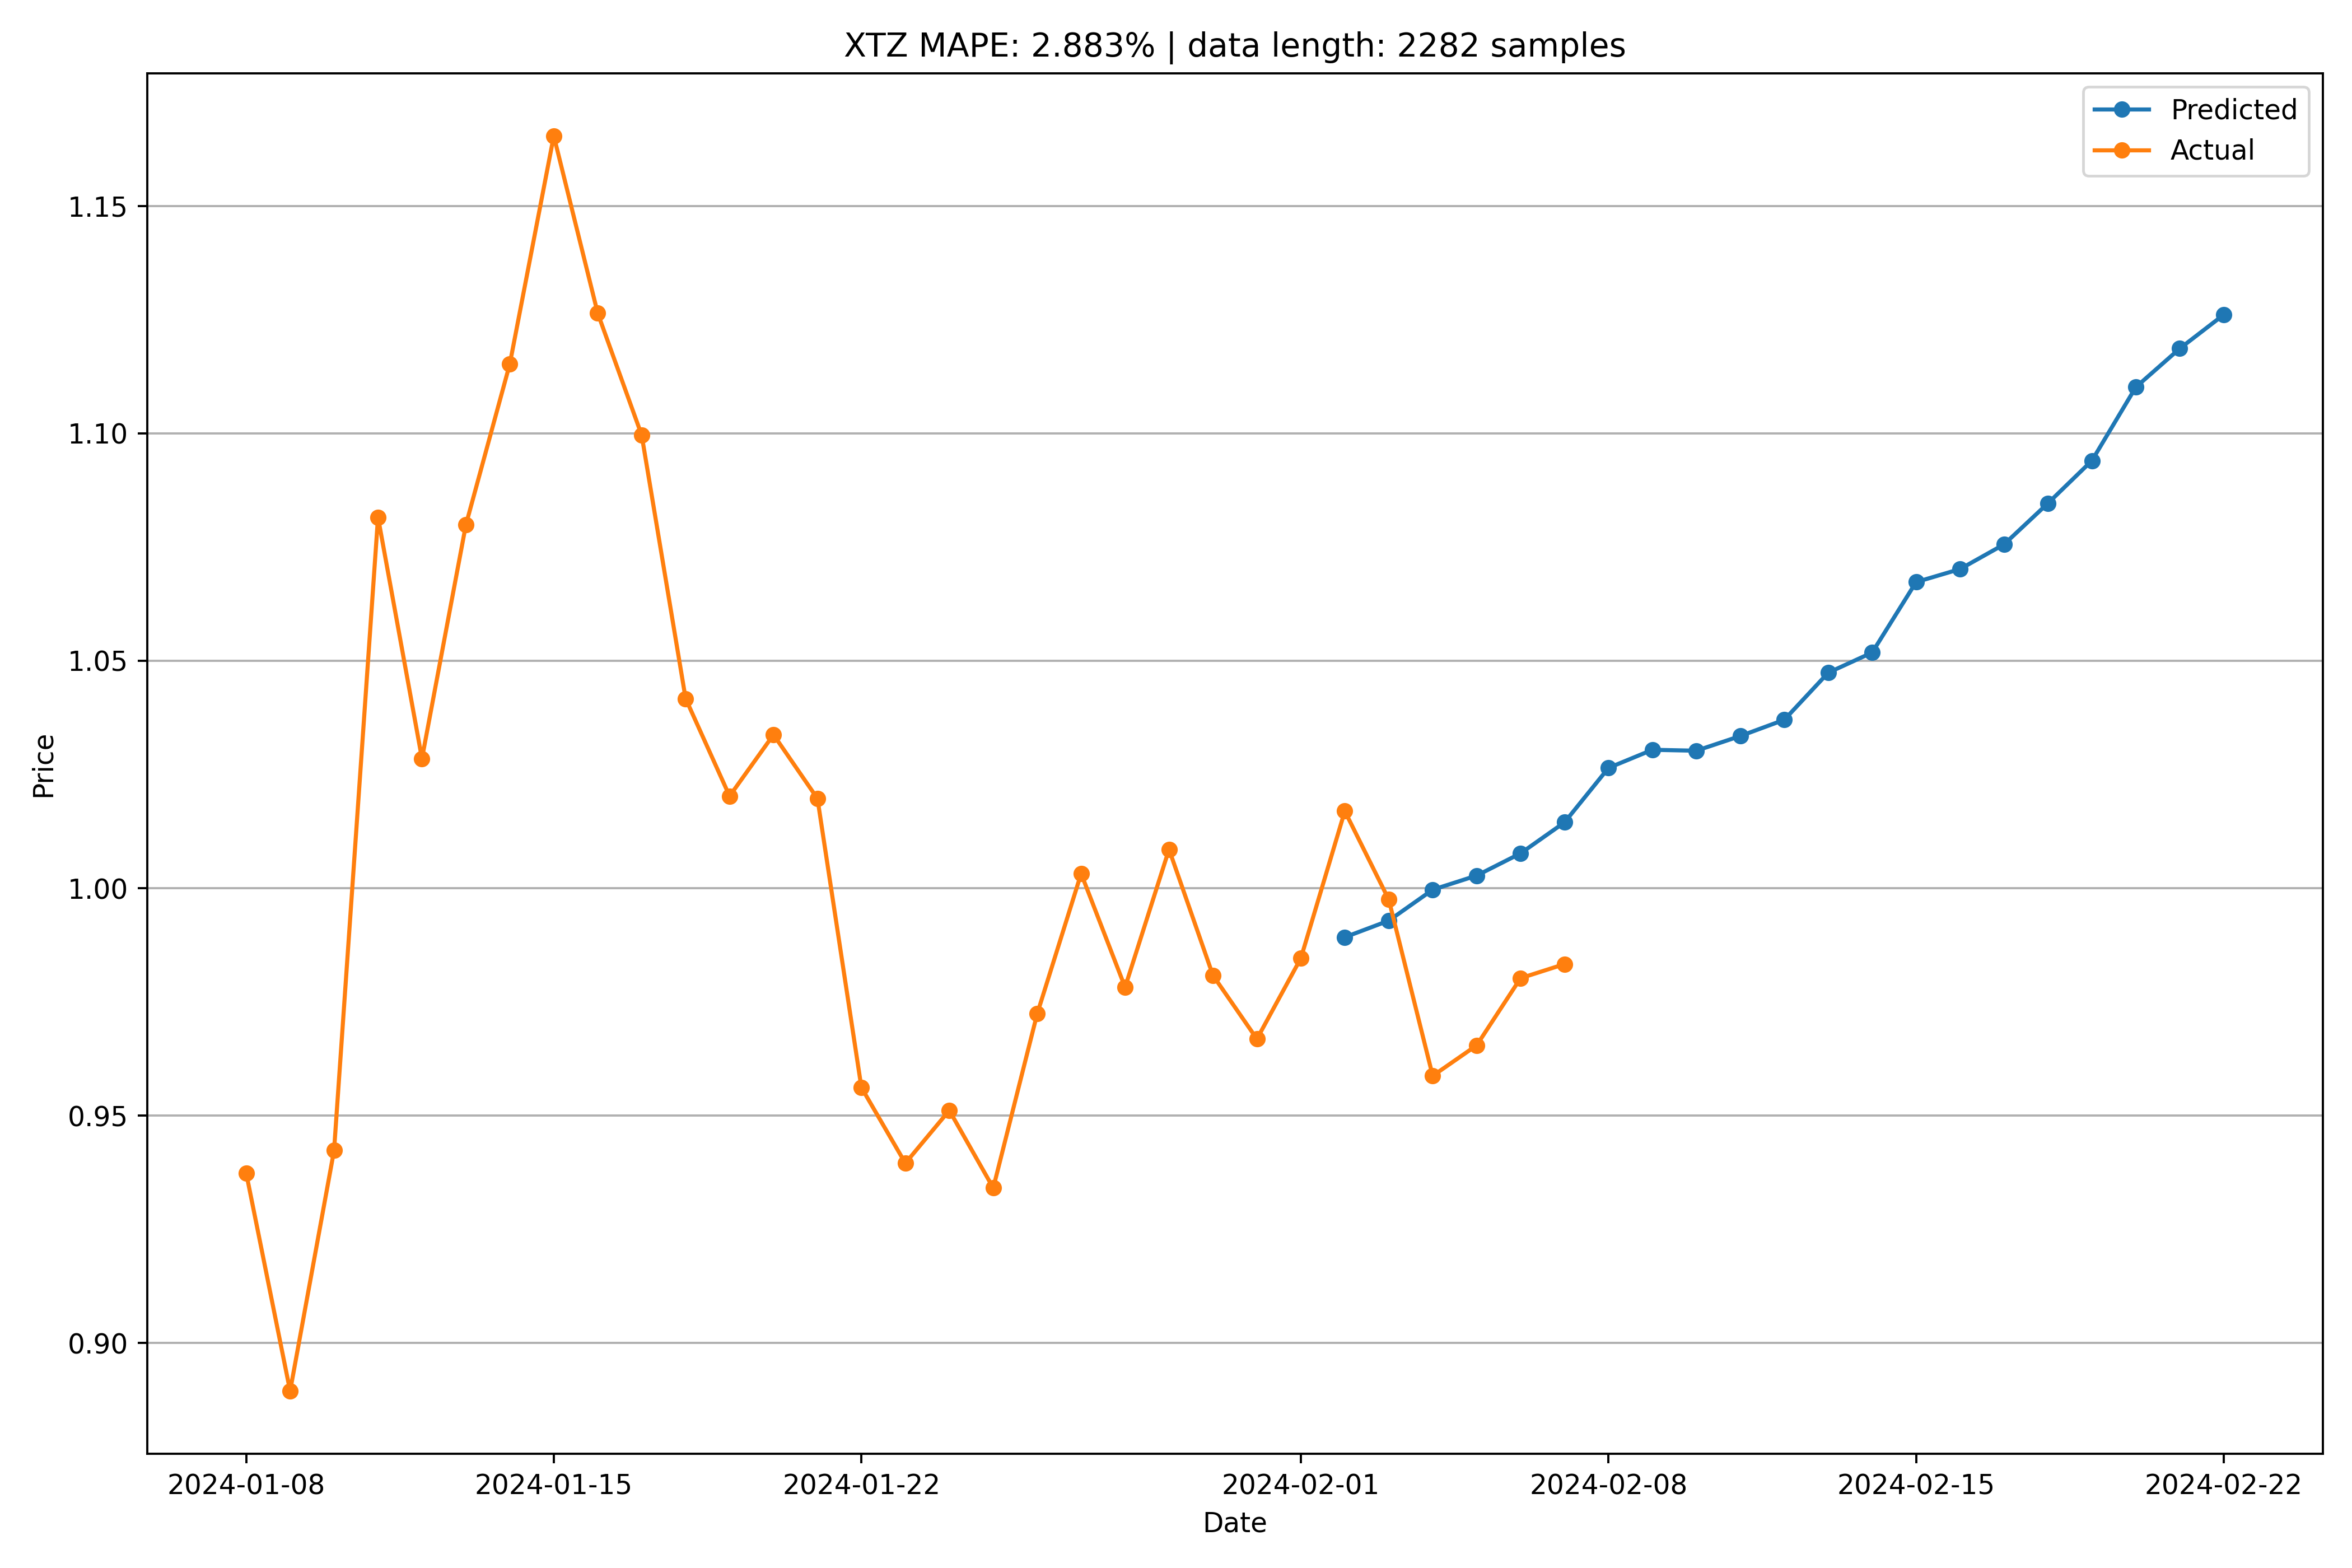 XTZ MAPE: 2.883% | data length: 2282 samples
Predicted
Actual
1.15
1.10
1.05
1.00
0.95
0.90
Price
2024-01-08
2024-01-15
2024-01-22
2024-02-01
2024-02-08
2024-02-15
2024-02-22
Date